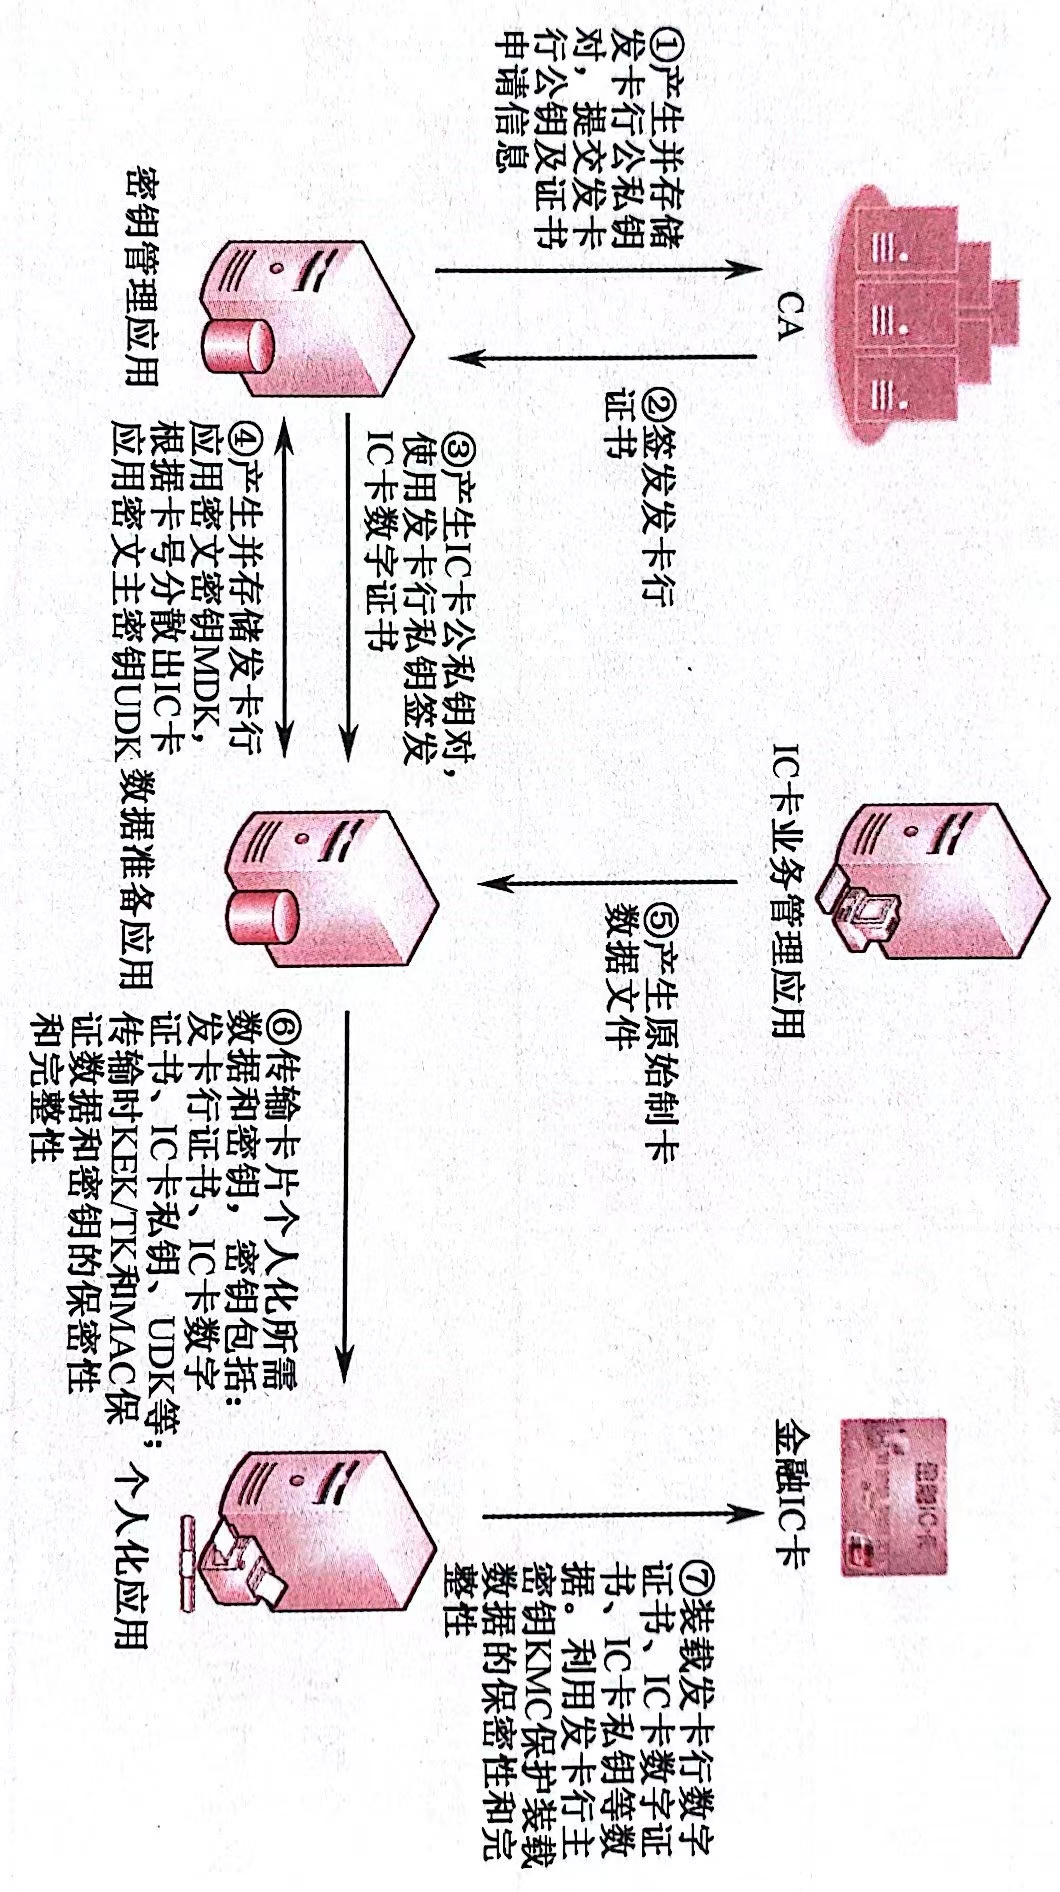 CA
IC卡业务管理应用
金融IC卡
金融IC卡
①产生并存储
发卡行公私钥
对，提交发卡
行公钥及证书
申请信息
②签发发卡行
证书
⑤产生原始制卡
数据文件
⑦装载发卡行数字
证书、IC卡数字证
书、IC卡私钥等数
据。利用发卡行主
密钥KMC保护装载
数据的保密性和完
整性
③产生IC卡公私钥对，
使用发卡行私钥签发
IC卡数字证书
④产生并存储发卡行
应用密文密钥MDK，
根据卡号分散出IC卡
应用密文主密钥UDK
⑥传输卡片个人化所需
数据和密钥，密钥包括：
发卡行证书、IC卡数字
证书、IC卡私钥、UDK等；
传输时KEK/TK和MAC保
证数据和密钥的保密性
和完整性
密钥管理应用
数据准备应用
个人化应用